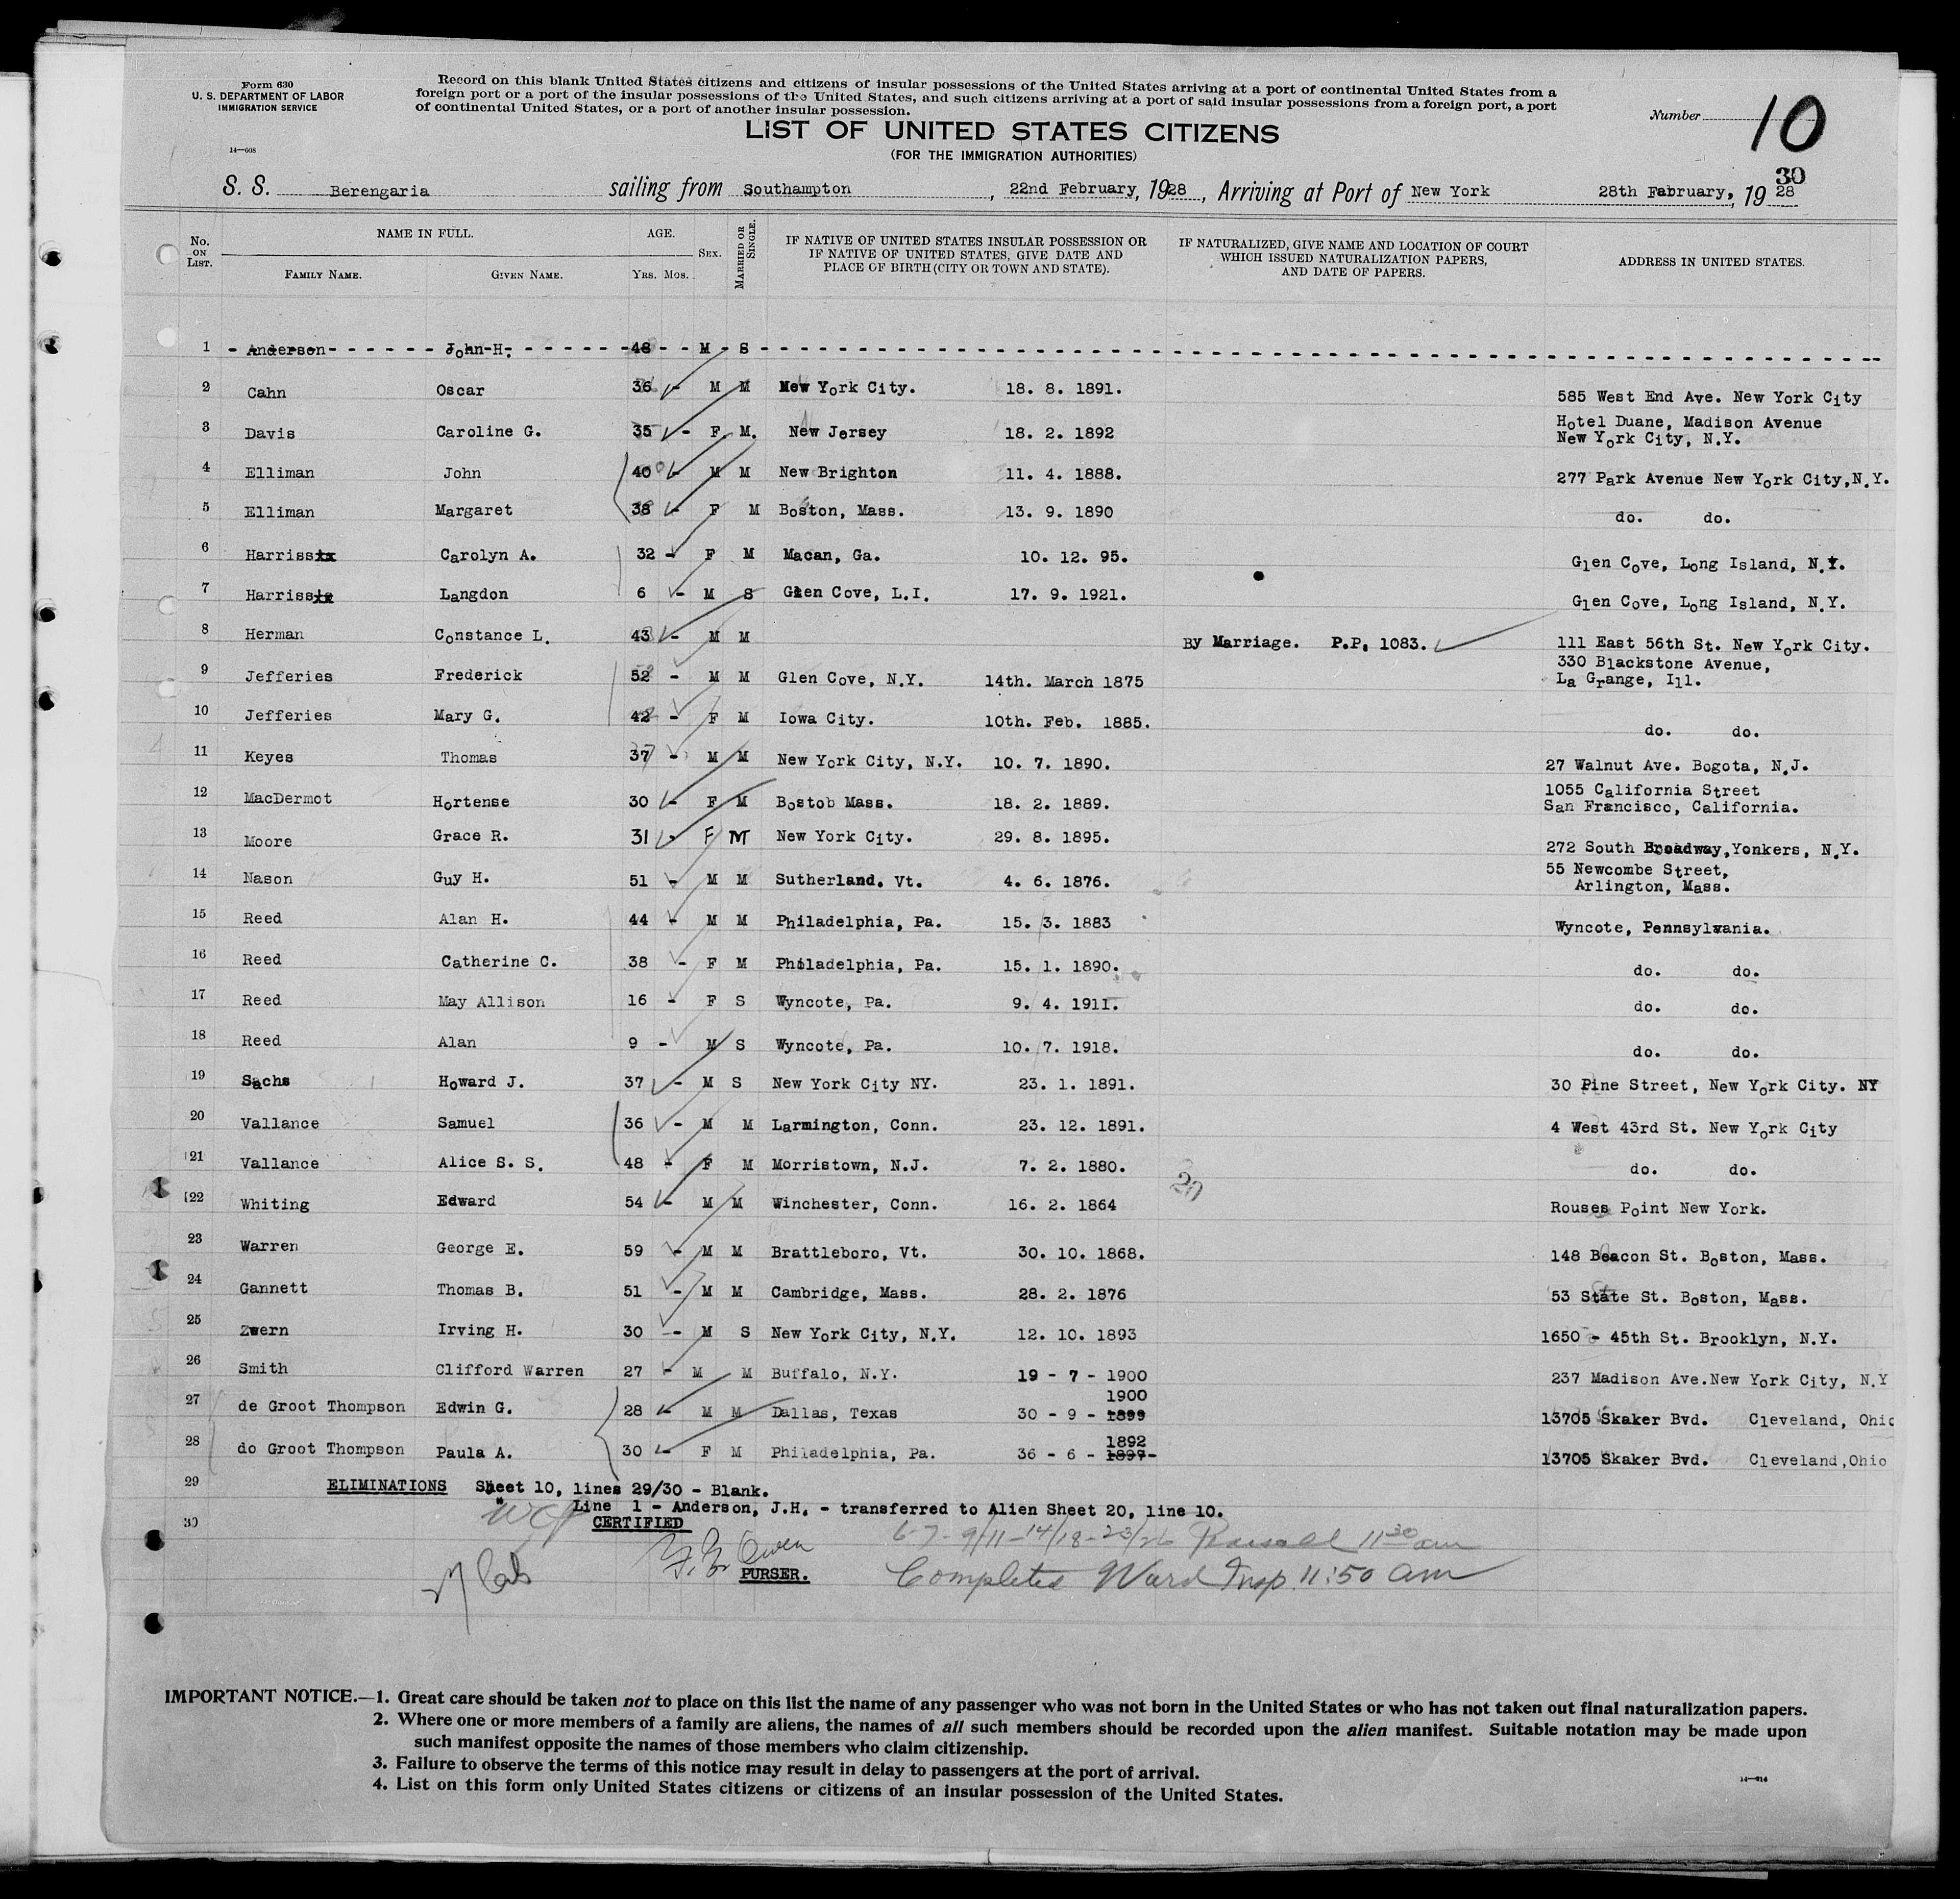 Form 630
U. S. DEPARTMENT OF LABOR
IMMIGRATION SERVICE
14—668
Record on this blank United States citizens and citizens of insular possessions of the United States arriving at a port of continental United States from a
foreign port or a port of the insular possessions of the United States, and such citizens arriving at a port of said insular possessions from a foreign port, a port
of continental United States, or a port of another insular possession.
Number 10
LIST OF UNITED STATES CITIZENS
(FOR THE IMMIGRATION AUTHORITIES)
S. S. Berengaria sailing from Southampton, 22nd February, 1928, Arriving at Port of New York 28th February, 1928
30
No. ON LIST. NAME IN FULL. FAMILY NAME. GIVEN NAME. AGE. YRS. MOS. SEX. MARRIED OR SINGLE. IF NATIVE OF UNITED STATES INSULAR POSSESSION OR IF NATIVE OF UNITED STATES, GIVE DATE AND PLACE OF BIRTH (CITY OR TOWN AND STATE). IF NATURALIZED, GIVE NAME AND LOCATION OF COURT WHICH ISSUED NATURALIZATION PAPERS, AND DATE OF PAPERS. ADDRESS IN UNITED STATES.
1 Anderson John H. 48 M S
2 Cahn Oscar 36 - M M New York City. 18. 8. 1891. 585 West End Ave. New York City
3 Davis Caroline G. 35 - F. M. New Jersey 18. 2. 1892 Hotel Duane, Madison Avenue
New York City, N.Y.
4 Elliman John 40 - M M New Brighton 11. 4. 1888. 277 Park Avenue New York City,N.Y.
5 Elliman Margaret 38 - F M Boston, Mass. 13. 9. 1890 do. do.
6 Harriss Carolyn A. 32 - F M Macan, Ga. 10. 12. 95. Glen Cove, Long Island, N.Y.
7 Harriss Langdon 6 - M S Glen Cove, L.I. 17. 9. 1921. Glen Cove, Long Island, N.Y.
8 Herman Constance L. 43 - M M By Marriage. P.P. 1083. 111 East 56th St. New York City.
9 Jefferies Frederick 52 - M M Glen Cove, N.Y. 14th. March 1875 330 Blackstone Avenue,
La Grange, Ill.
10 Jefferies Mary G. 42 - F M Iowa City. 10th. Feb. 1885. do. do.
11 Keyes Thomas 37 - M M New York City, N.Y. 10. 7. 1890. 27 Walnut Ave. Bogota, N.J.
12 MacDermot Hortense 30 - F M Bostob Mass. 18. 2. 1889. 1055 California Street
San Francisco, California.
13 Moore Grace R. 31 - F M New York City. 29. 8. 1895. 272 South Broadway,Yonkers, N.Y.
14 Nason Guy H. 51 - M M Sutherland. Vt. 4. 6. 1876. 55 Newcombe Street,
Arlington, Mass.
15 Reed Alan H. 44 - M M Philadelphia, Pa. 15. 3. 1883 Wyncote, Pennsylvania.
16 Reed Catherine C. 38 - F M Philadelphia, Pa. 15. 1. 1890. do. do.
17 Reed May Allison 16 - F S Wyncote, Pa. 9. 4. 1911. do. do.
18 Reed Alan 9 - M S Wyncote, Pa. 10. 7. 1918. do. do.
19 Sachs Howard J. 37 - M S New York City NY. 23. 1. 1891. 30 Pine Street, New York City. NY
20 Vallance Samuel 36 - M M Larmington, Conn. 23. 12. 1891. 4 West 43rd St. New York City
21 Vallance Alice S. S. 48 - F M Morristown, N.J. 7. 2. 1880. do. do.
22 Whiting Edward 54 - M M Winchester, Conn. 16. 2. 1864 20 Rouses Point New York.
23 Warren George E. 59 - M M Brattleboro, Vt. 30. 10. 1868. 148 Beacon St. Boston, Mass.
24 Gannett Thomas B. 51 - M M Cambridge, Mass. 28. 2. 1876 53 State St. Boston, Mass.
25 Zwern Irving H. 30 - M S New York City, N.Y. 12. 10. 1893 1650 - 45th St. Brooklyn, N.Y.
26 Smith Clifford Warren 27 - M M Buffalo, N.Y. 19 - 7 - 1900 237 Madison Ave.New York City, N.Y
1900
27 de Groot Thompson Edwin G. 28 - M M Dallas, Texas 30 - 9 - 1899 13705 Skaker Bvd. Cleveland, Ohio
1892
28 do Groot Thompson Paula A. 30 - F M Philadelphia, Pa. 36 - 6 - 1897- 13705 Skaker Bvd. Cleveland,Ohio
29 ELIMINATIONS Sheet 10, lines 29/30 - Blank.
" Line 1 - Anderson, J.H. - transferred to Alien Sheet 20, line 10.
30 CERTIFIED
6-7-9/11-14/18-23/26 Russell 11 30 am
Owen
PURSER.
Completed Ward Insp. 11:50 am
IMPORTANT NOTICE.—1. Great care should be taken not to place on this list the name of any passenger who was not born in the United States or who has not taken out final naturalization papers.
2. Where one or more members of a family are aliens, the names of all such members should be recorded upon the alien manifest. Suitable notation may be made upon
such manifest opposite the names of those members who claim citizenship.
3. Failure to observe the terms of this notice may result in delay to passengers at the port of arrival.
4. List on this form only United States citizens or citizens of an insular possession of the United States.